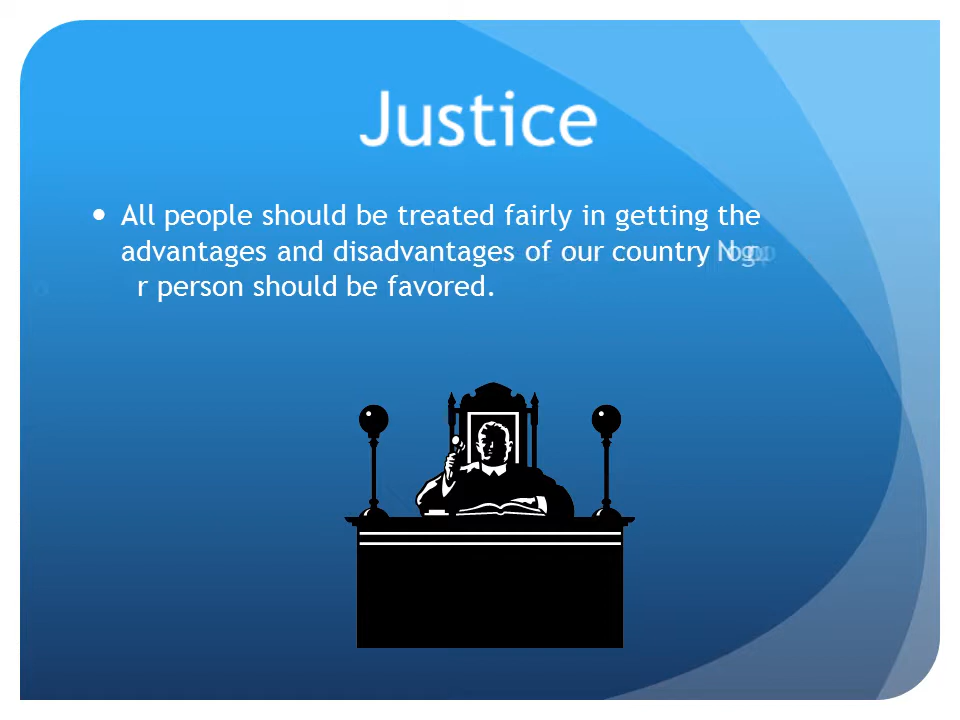 Justice
All people should be treated fairly in getting the
advantages and disadvantages of our country No
r person should be favored.